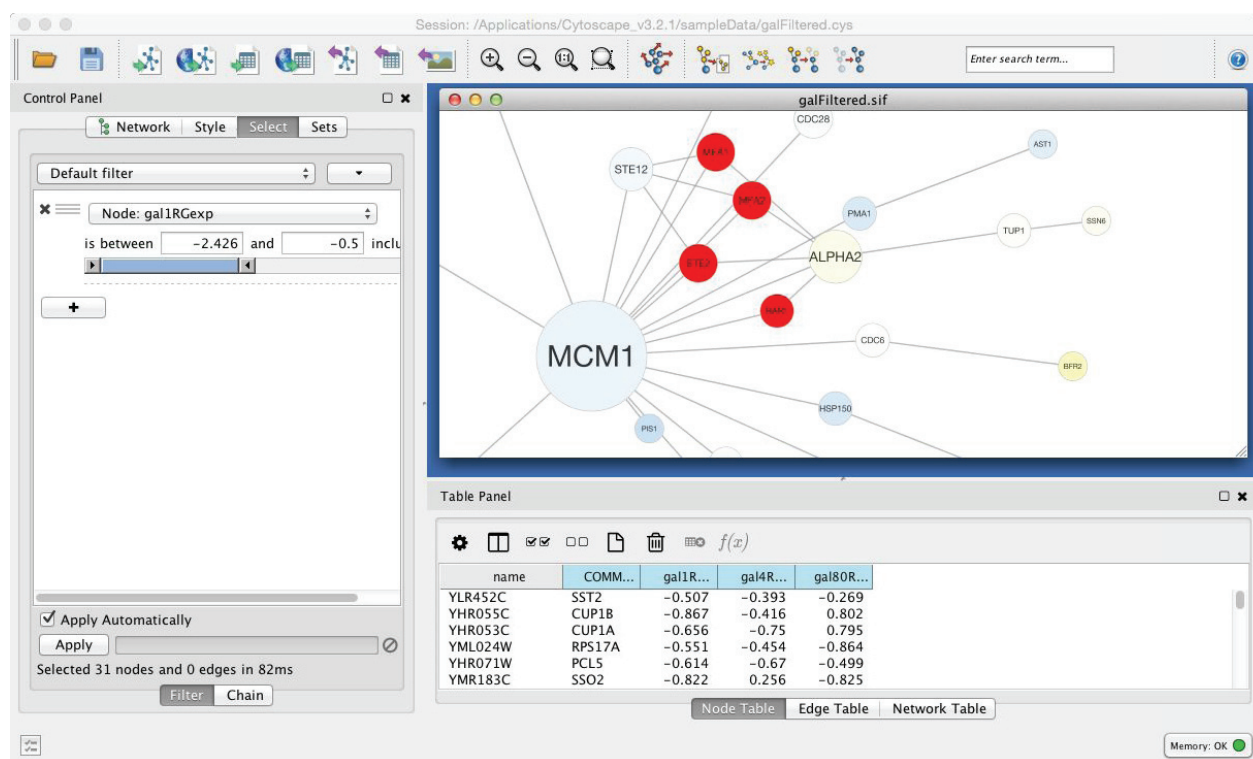 Session: /Applications/Cytoscape_v3.2.1/sampleData/galFiltered.cys
Enter search term...
Control Panel
Network Style Select Sets
Default filter
Node: gal1RGexp
is between -2.426 and -0.5 inclu
+
Apply Automatically
Apply
Selected 31 nodes and 0 edges in 82ms
Filter Chain
galFiltered.sif
CDC28
AST1
STE12
MFA2
PMA1
SSN6
TUP1
ALPHA2
STE2
BAR1
MCM1
CDC6
BFR2
HSP150
PIS1
Table Panel
f(x)
name COMM... gal1R... gal4R... gal80R...
YLR452C SST2 -0.507 -0.393 -0.269
YHR055C CUP1B -0.867 -0.416 0.802
YHR053C CUP1A -0.656 -0.75 0.795
YML024W RPS17A -0.551 -0.454 -0.864
YHR071W PCL5 -0.614 -0.67 -0.499
YMR183C SSO2 -0.822 0.256 -0.825
Node Table Edge Table Network Table
Memory: OK